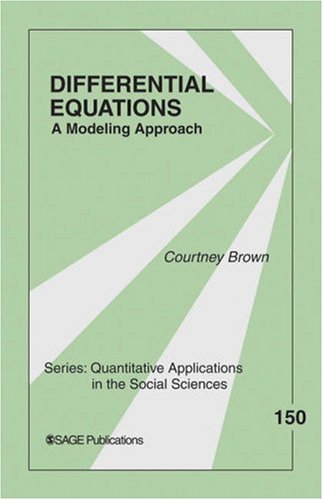 DIFFERENTIAL
EQUATIONS
A Modeling Approach
Courtney Brown
Series: Quantitative Applications
in the Social Sciences
150
SAGE Publications